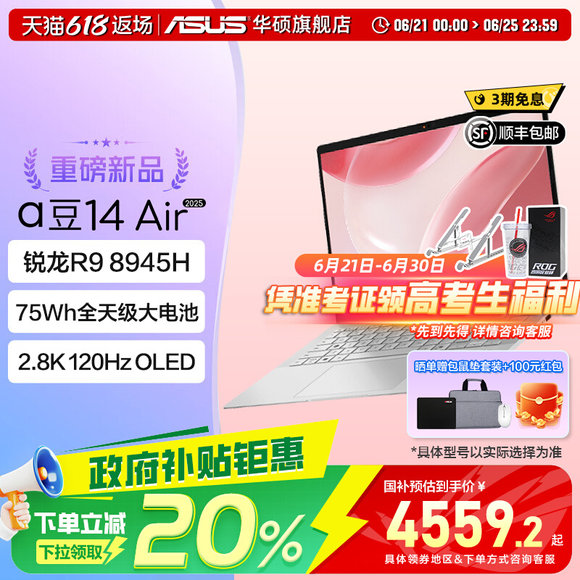 天猫618返场 ASUS 华硕旗舰店 06/21 00:00 ▸ 06/25 23:59
3期免息
SF 顺丰包邮
重磅新品
a豆14 Air 2025
锐龙R9 8945H
75Wh全天级大电池
2.8K 120Hz OLED
ROG
6月21日-6月30日
凭准考证领高考生福利
*先到先得 详情咨询客服
晒单赠包鼠垫套装+100元红包
*具体型号以实际选择为准
政府补贴钜惠
下单立减
下拉领取
20%
国补预估到手价
4559.2起
具体领券地区&下单方式咨询客服